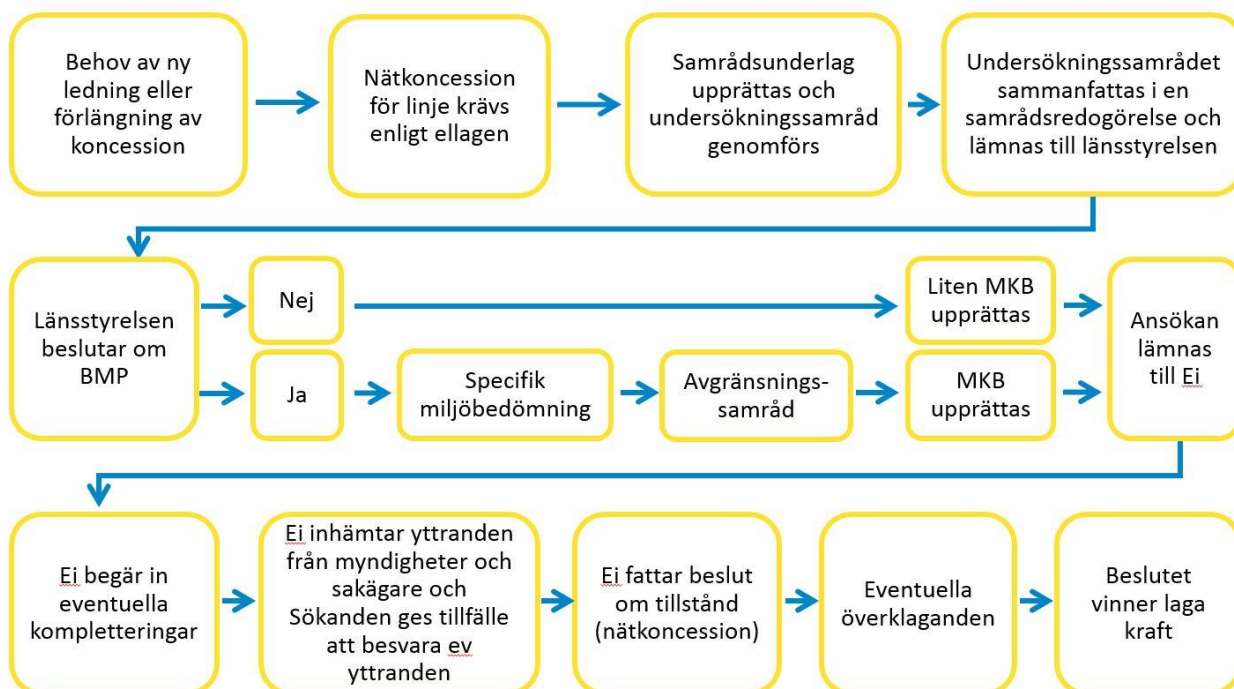 Behov av ny
ledning eller
förlängning av
koncession
Nätkoncession
för linje krävs
enligt ellagen
Samrådsunderlag
upprättas och
undersökningssamråd
genomförs
Undersökningssamrådet
sammanfattas i en
samrådsredogörelse och
lämnas till länsstyrelsen
Länsstyrelsen
beslutar om
BMP
Nej
Liten MKB
upprättas
Ja
Specifik
miljöbedömning
Avgränsnings-
samråd
MKB
upprättas
Ansökan
lämnas
till Ei
Ei begär in
eventuella
kompletteringar
Ei inhämtar yttranden
från myndigheter och
sakägare och
Sökanden ges tillfälle
att besvara ev
yttranden
Ei fattar beslut
om tillstånd
(nätkoncession)
Eventuella
överklaganden
Beslutet
vinner laga
kraft